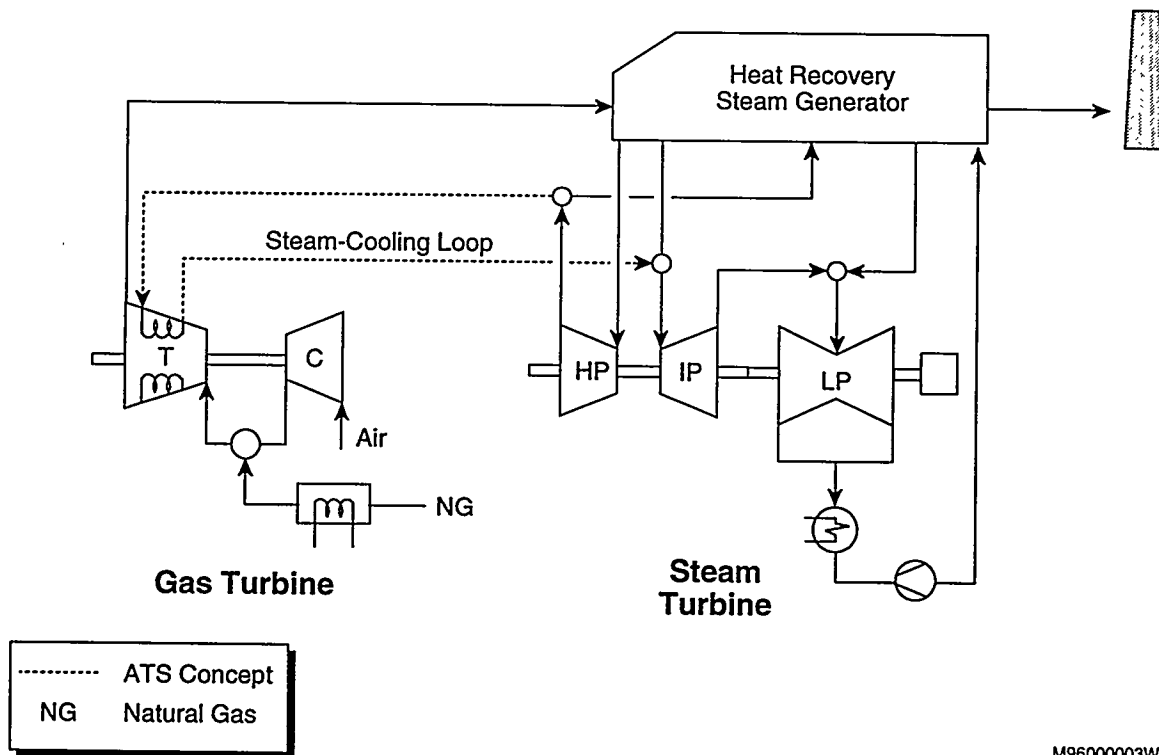 Heat Recovery
Steam Generator
Steam-Cooling Loop
T
C
HP
IP
LP
Air
NG
Gas Turbine
Steam
Turbine
ATS Concept
NG Natural Gas
M96000003W